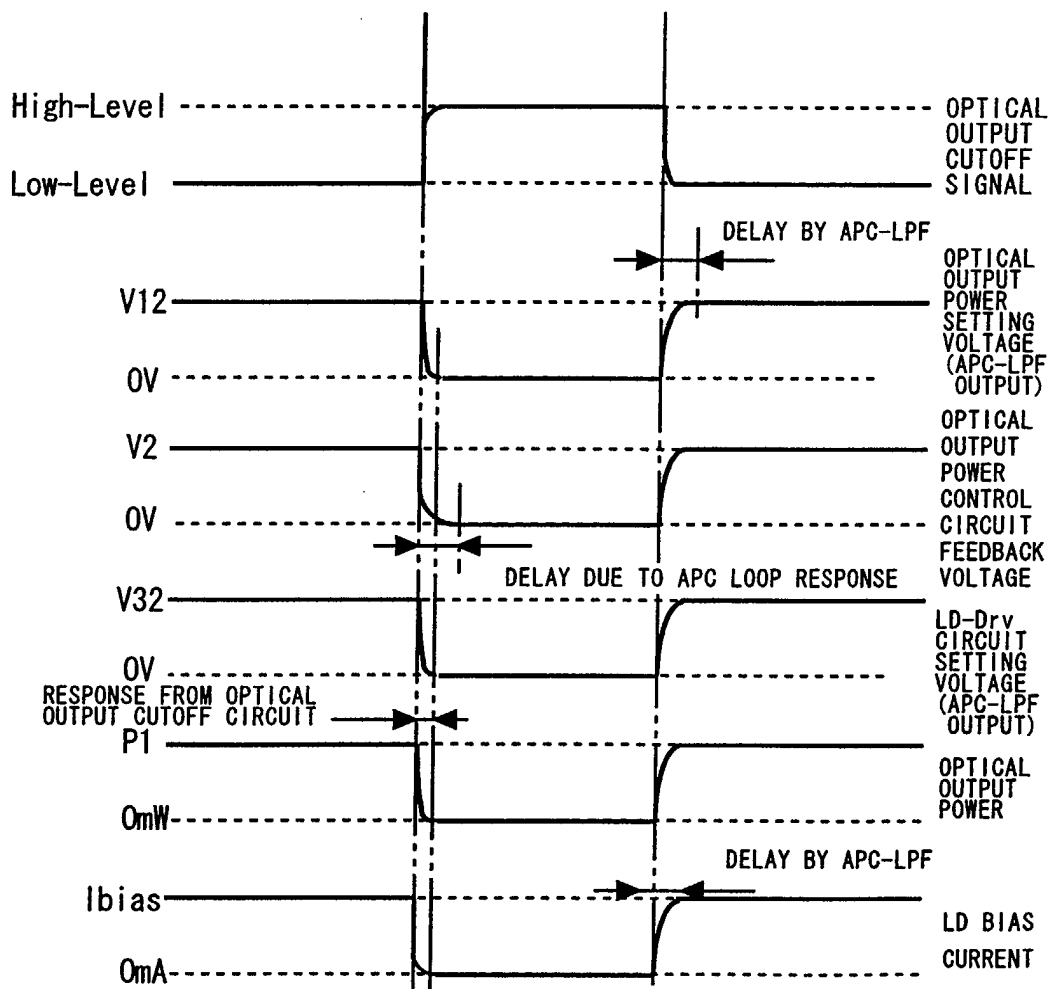 High-Level
Low-Level
OPTICAL
OUTPUT
CUTOFF
SIGNAL
DELAY BY APC-LPF
V12
0V
OPTICAL
OUTPUT
POWER
SETTING
VOLTAGE
(APC-LPF
OUTPUT)
V2
0V
OPTICAL
OUTPUT
POWER
CONTROL
CIRCUIT
FEEDBACK
VOLTAGE
DELAY DUE TO APC LOOP RESPONSE
V32
0V
LD-Drv
CIRCUIT
SETTING
VOLTAGE
(APC-LPF
OUTPUT)
RESPONSE FROM OPTICAL
OUTPUT CUTOFF CIRCUIT
P1
0mW
OPTICAL
OUTPUT
POWER
DELAY BY APC-LPF
Ibias
0mA
LD BIAS
CURRENT